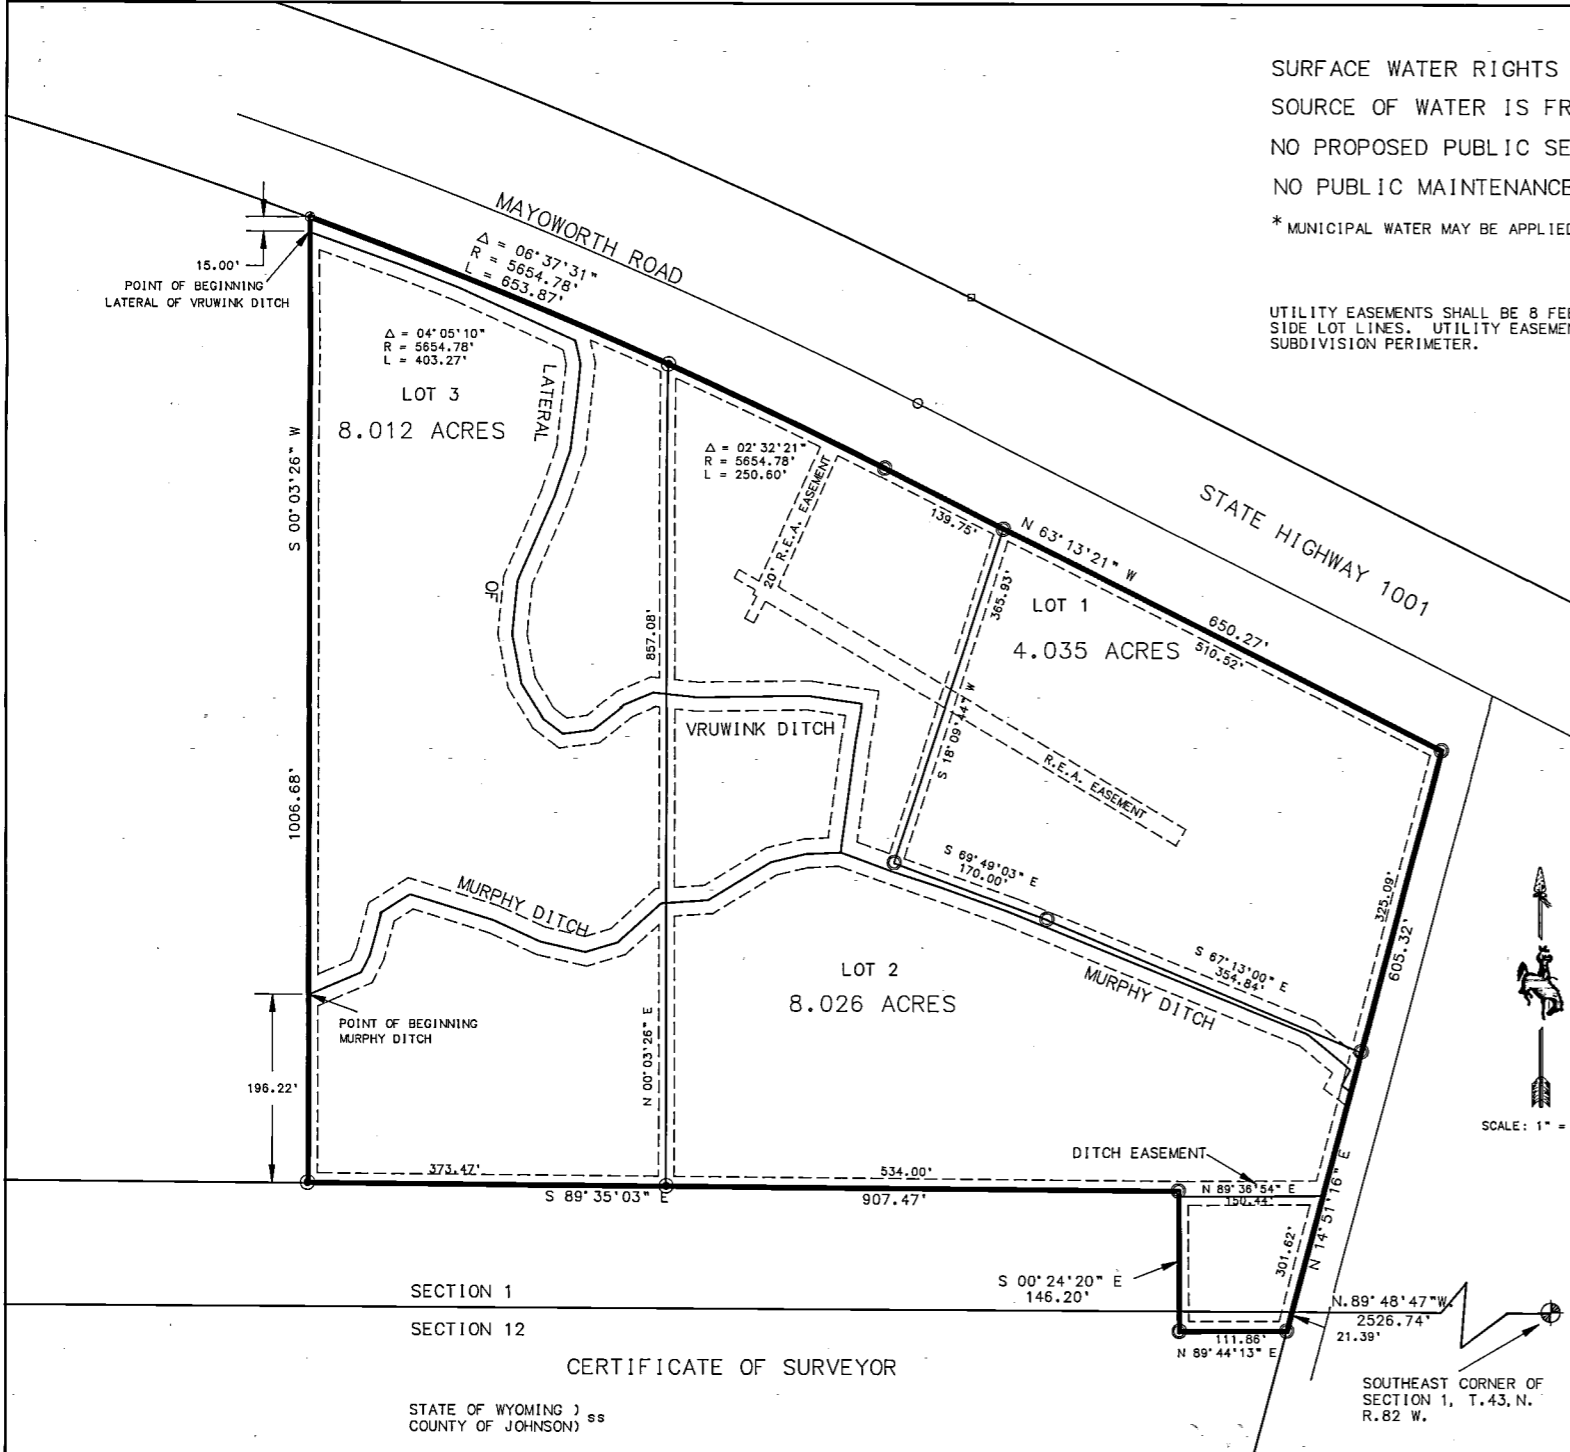 SURFACE WATER RIGHTS
SOURCE OF WATER IS FR
NO PROPOSED PUBLIC SE
NO PUBLIC MAINTENANCE
* MUNICIPAL WATER MAY BE APPLIED
UTILITY EASEMENTS SHALL BE 8 FEE
SIDE LOT LINES. UTILITY EASEMEN
SUBDIVISION PERIMETER.
MAYOWORTH ROAD
Δ = 06°37'31"
R = 5654.78'
L = 653.87'
15.00'
POINT OF BEGINNING
LATERAL OF VRUWINK DITCH
Δ = 04°05'10"
R = 5654.78'
L = 403.27'
LOT 3
8.012 ACRES
LATERAL
OF
VRUWINK DITCH
S 00°03'26" W
1006.68'
Δ = 02°32'21"
R = 5654.78'
L = 250.60'
20' R.E.A. EASEMENT
139.75'
N 63°13'21" W
650.27'
510.52'
STATE HIGHWAY 1001
LOT 1
4.035 ACRES
365.93'
S 18°09'44" W
R.E.A. EASEMENT
857.08'
N 00°03'26" E
S 69°49'03" E
170.00'
S 67°13'00" E
354.84'
325.09'
605.32'
MURPHY DITCH
MURPHY DITCH
LOT 2
8.026 ACRES
POINT OF BEGINNING
MURPHY DITCH
196.22'
SCALE: 1" =
DITCH EASEMENT
373.47'
534.00'
S 89°35'03" E
907.47'
N 89°36'54" E
150.44'
N 14°51'16" E
301.62'
S 00°24'20" E
146.20'
SECTION 1
SECTION 12
N.89°48'47"W.
2526.74'
21.39'
111.86'
N 89°44'13" E
CERTIFICATE OF SURVEYOR
SOUTHEAST CORNER OF
SECTION 1, T.43,N.
R.82 W.
STATE OF WYOMING )
COUNTY OF JOHNSON) SS